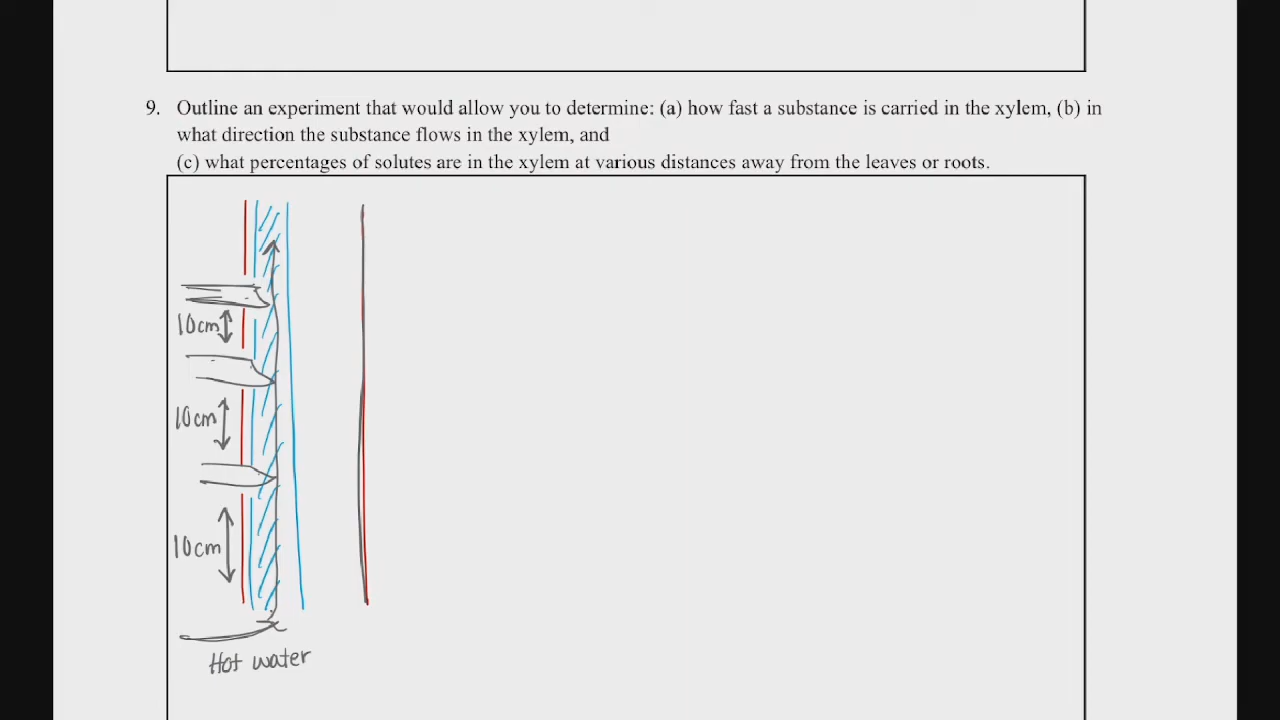 9. Outline an experiment that would allow you to determine: (a) how fast a substance is carried in the xylem, (b) in
what direction the substance flows in the xylem, and
(c) what percentages of solutes are in the xylem at various distances away from the leaves or roots.
10cm
10cm
10cm
Hot water